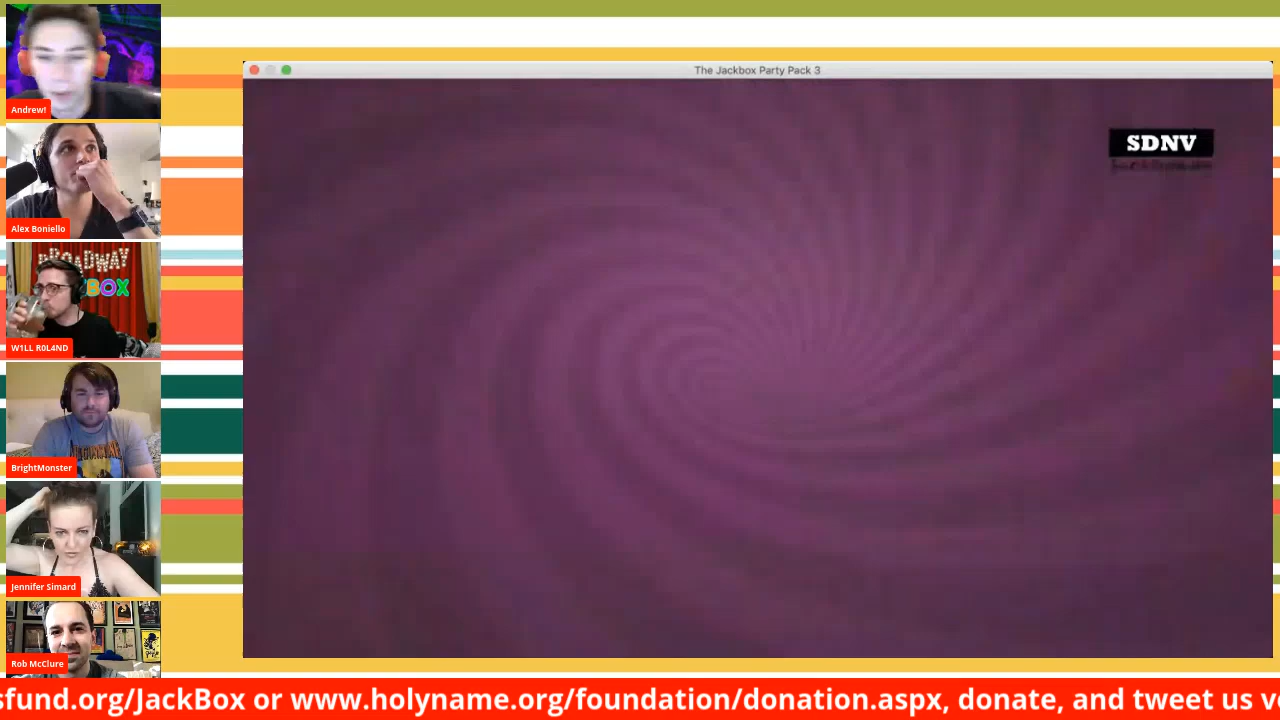 Andrew!
Alex Boniello
BROADWAY
BOX
W1LL R0L4ND
BrightMonster
Jennifer Simard
Rob McClure
The Jackbox Party Pack 3
SDNV
sfund.org/JackBox or www.holyname.org/foundation/donation.aspx, donate, and tweet us v